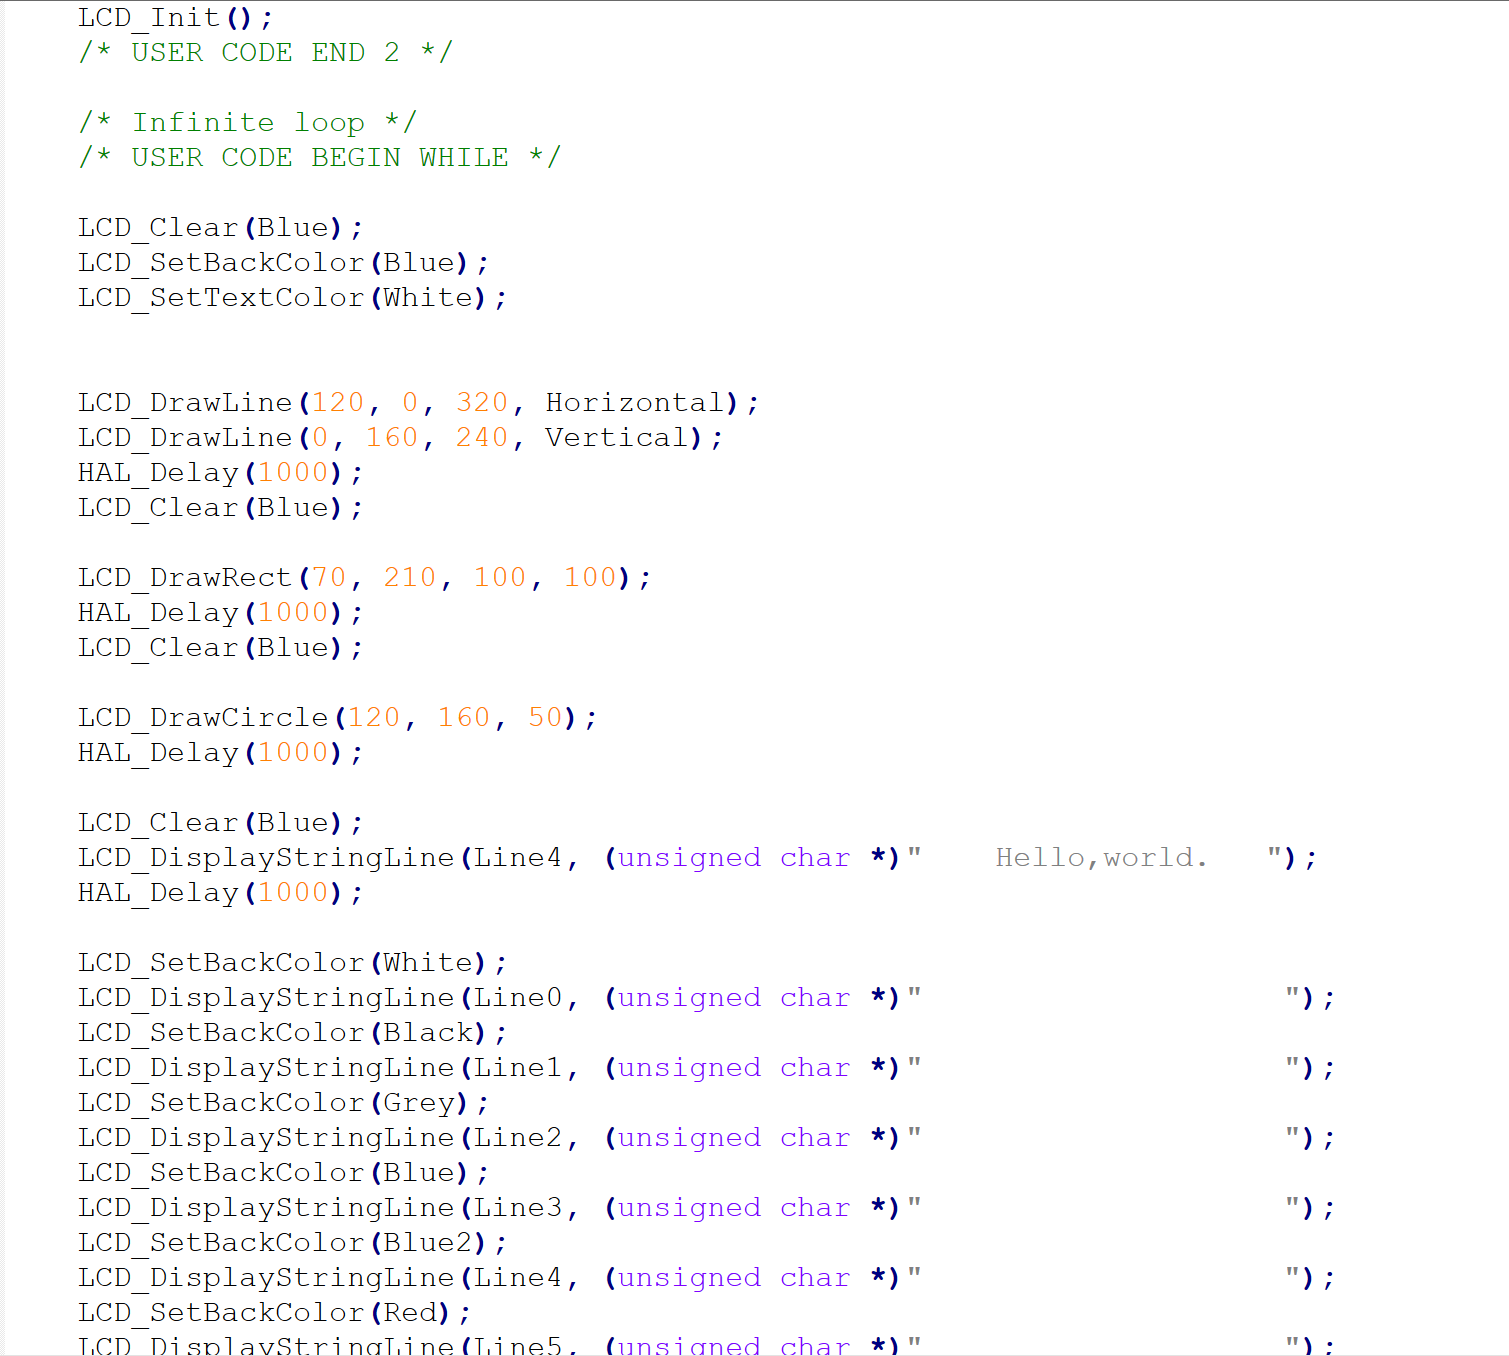 LCD_Init();
/* USER CODE END 2 */
/* Infinite loop */
/* USER CODE BEGIN WHILE */
LCD_Clear(Blue);
LCD_SetBackColor(Blue);
LCD_SetTextColor(White);
LCD_DrawLine(120, 0, 320, Horizontal);
LCD_DrawLine(0, 160, 240, Vertical);
HAL_Delay(1000);
LCD_Clear(Blue);
LCD_DrawRect(70, 210, 100, 100);
HAL_Delay(1000);
LCD_Clear(Blue);
LCD_DrawCircle(120, 160, 50);
HAL_Delay(1000);
LCD_Clear(Blue);
LCD_DisplayStringLine(Line4, (unsigned char *)"    Hello,world.   ");
HAL_Delay(1000);
LCD_SetBackColor(White);
LCD_DisplayStringLine(Line0, (unsigned char *)"                    ");
LCD_SetBackColor(Black);
LCD_DisplayStringLine(Line1, (unsigned char *)"                    ");
LCD_SetBackColor(Grey);
LCD_DisplayStringLine(Line2, (unsigned char *)"                    ");
LCD_SetBackColor(Blue);
LCD_DisplayStringLine(Line3, (unsigned char *)"                    ");
LCD_SetBackColor(Blue2);
LCD_DisplayStringLine(Line4, (unsigned char *)"                    ");
LCD_SetBackColor(Red);
LCD_DisplayStringLine(Line5, (unsigned char *)"                    ");